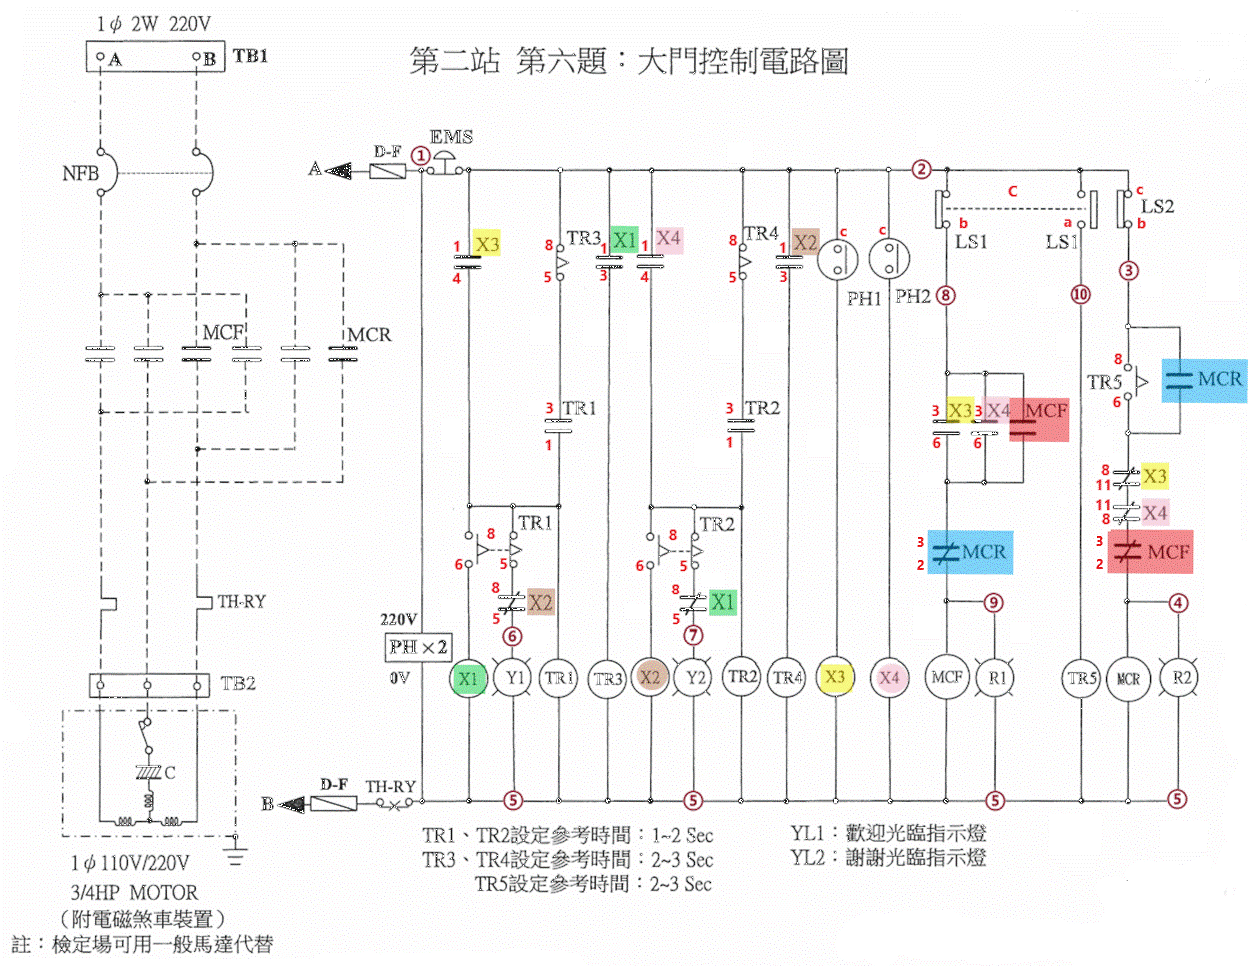 1ϕ 2W 220V
A B TB1
第二站 第六題：大門控制電路圖
EMS
D-F ①
A
NFB
②
C
c LS2
b b a
LS1 LS1
1 X3
8 TR3
1 X1
1 X4
8 TR4
1 X2
c c
4 5 3 4 5 3
PH1 PH2
③
⑧ ⑩
MCF MCR
8
TR5
6
MCR
3 TR1
1
3 TR2
1
3 X3 3 X4 MCF
6 6
8 X3
11
11 X4
8
TR1
8
6 5
TR2
8
6 5
3 MCR
2
3 MCF
2
8 X2
5
8 X1
5
TH-RY
⑨ ④
220V
PH×2
0V
⑥ ⑦
TB2
X1 Y1 TR1 TR3 X2 Y2 TR2 TR4 X3 X4 MCF R1 TR5 MCR R2
C
D-F TH-RY
B
⑤ ⑤ ⑤ ⑤
TR1、TR2設定參考時間：1~2 Sec
TR3、TR4設定參考時間：2~3 Sec
TR5設定參考時間：2~3 Sec
YL1：歡迎光臨指示燈
YL2：謝謝光臨指示燈
1ϕ110V/220V
3/4HP MOTOR
（附電磁煞車裝置）
註：檢定場可用一般馬達代替